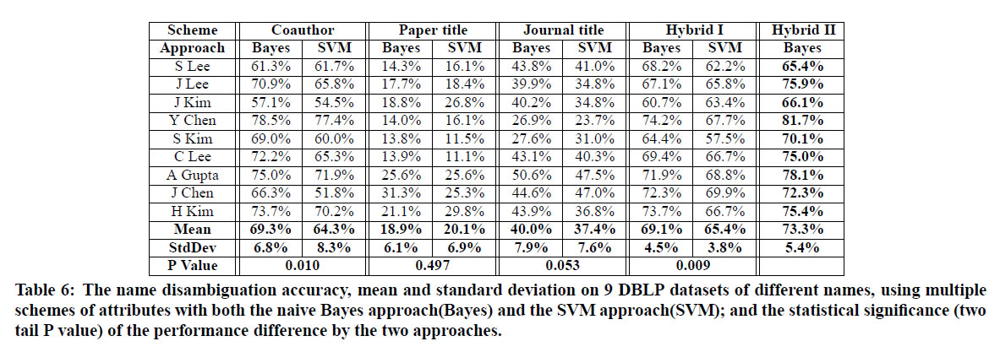 Scheme Coauthor Paper title Journal title Hybrid I Hybrid II
Approach Bayes SVM Bayes SVM Bayes SVM Bayes SVM Bayes
S Lee 61.3% 61.7% 14.3% 16.1% 43.8% 41.0% 68.2% 62.2% 65.4%
J Lee 70.9% 65.8% 17.7% 18.4% 39.9% 34.8% 67.1% 65.8% 75.9%
J Kim 57.1% 54.5% 18.8% 26.8% 40.2% 34.8% 60.7% 63.4% 66.1%
Y Chen 78.5% 77.4% 14.0% 16.1% 26.9% 23.7% 74.2% 67.7% 81.7%
S Kim 69.0% 60.0% 13.8% 11.5% 27.6% 31.0% 64.4% 57.5% 70.1%
C Lee 72.2% 65.3% 13.9% 11.1% 43.1% 40.3% 69.4% 66.7% 75.0%
A Gupta 75.0% 71.9% 25.6% 25.6% 50.6% 47.5% 71.9% 68.8% 78.1%
J Chen 66.3% 51.8% 31.3% 25.3% 44.6% 47.0% 72.3% 69.9% 72.3%
H Kim 73.7% 70.2% 21.1% 29.8% 43.9% 36.8% 73.7% 66.7% 75.4%
Mean 69.3% 64.3% 18.9% 20.1% 40.0% 37.4% 69.1% 65.4% 73.3%
StdDev 6.8% 8.3% 6.1% 6.9% 7.9% 7.6% 4.5% 3.8% 5.4%
P Value 0.010 0.497 0.053 0.009
Table 6: The name disambiguation accuracy, mean and standard deviation on 9 DBLP datasets of different names, using multiple
schemes of attributes with both the naive Bayes approach(Bayes) and the SVM approach(SVM); and the statistical significance (two
tail P value) of the performance difference by the two approaches.